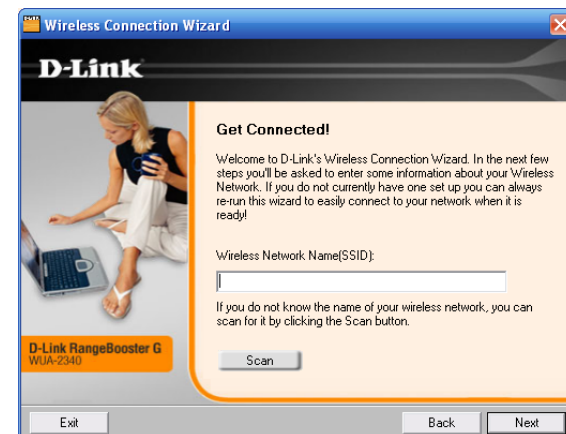 Wireless Connection Wizard
D-Link
Get Connected!
Welcome to D-Link's Wireless Connection Wizard. In the next few
steps you'll be asked to enter some information about your Wireless
Network. If you do not currently have one set up you can always
re-run this wizard to easily connect to your network when it is
ready!
Wireless Network Name(SSID):
If you do not know the name of your wireless network, you can
scan for it by clicking the Scan button.
D-Link RangeBooster G
WUA-2340
Scan
Exit
Back
Next